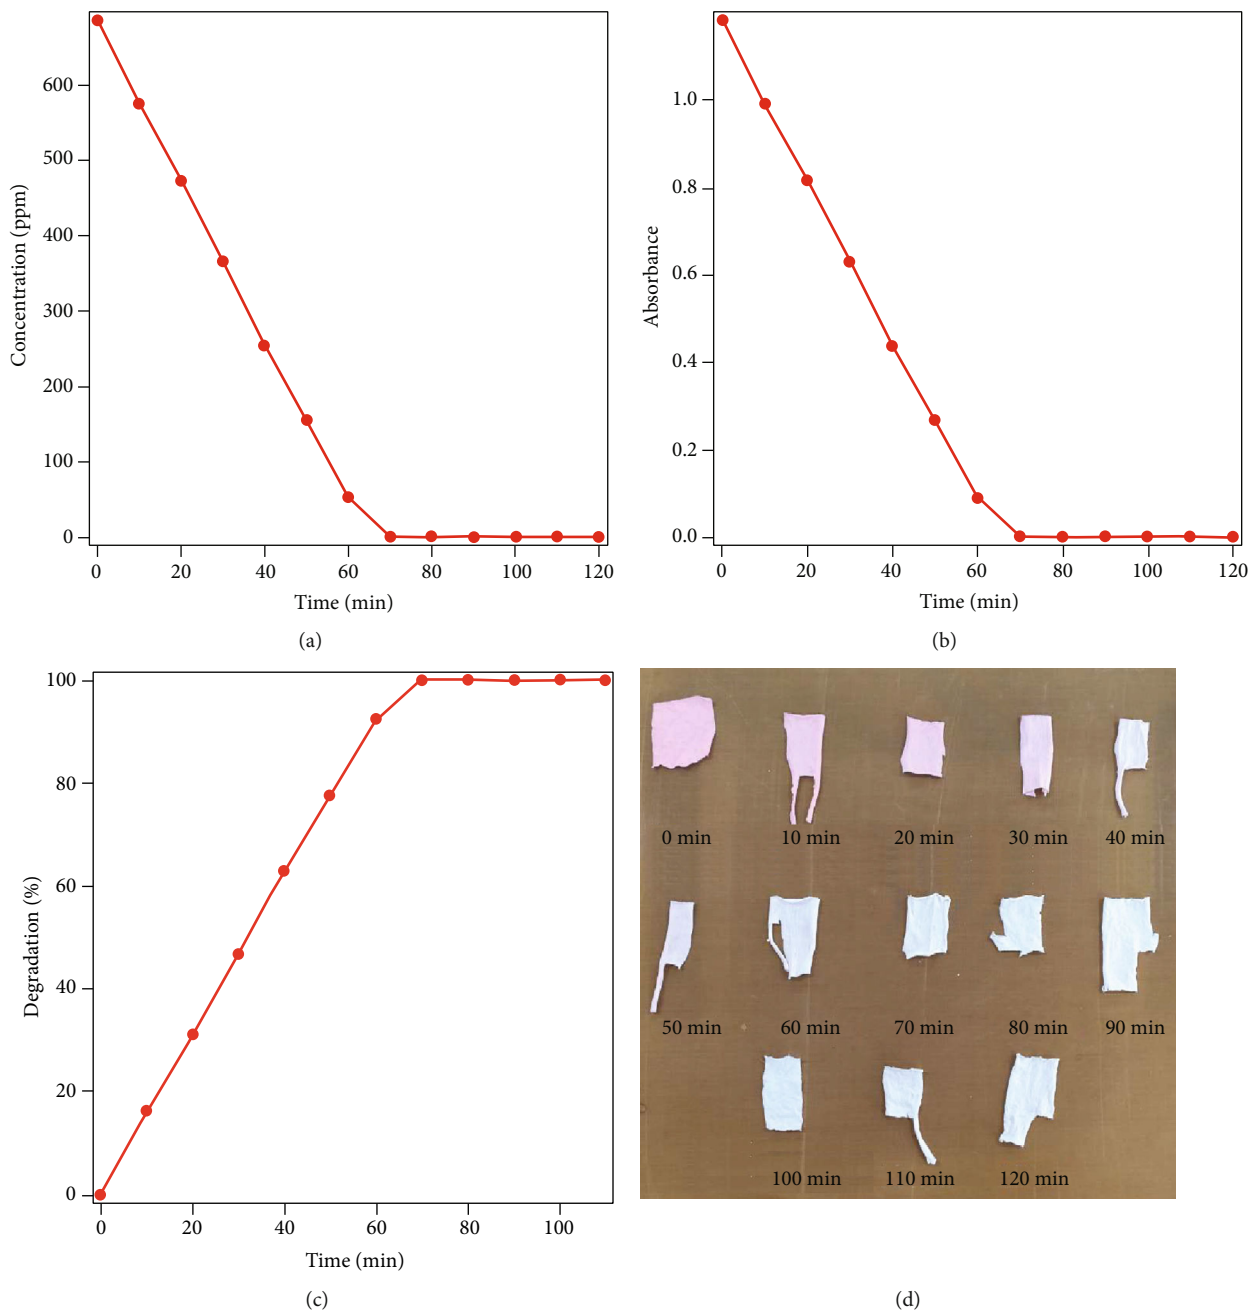 600
500
400
300
200
100
0
Concentration (ppm)
0 20 40 60 80 100 120
Time (min)
(a)
1.0
0.8
0.6
0.4
0.2
0.0
Absorbance
0 20 40 60 80 100 120
Time (min)
(b)
100
80
60
40
20
0
Degradation (%)
0 20 40 60 80 100
Time (min)
(c)
0 min 10 min 20 min 30 min 40 min
50 min 60 min 70 min 80 min 90 min
100 min 110 min 120 min
(d)